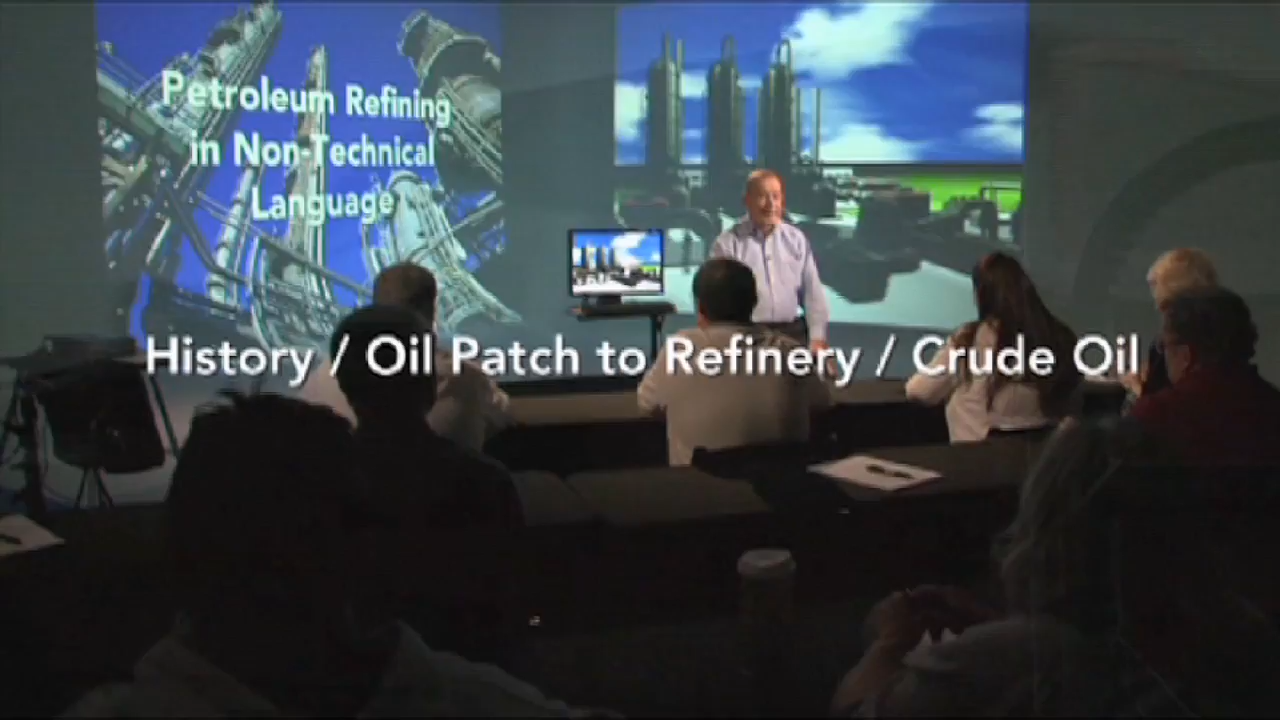 Petroleum Refining
in Non-Technical
Language
History / Oil Patch to Refinery / Crude Oil